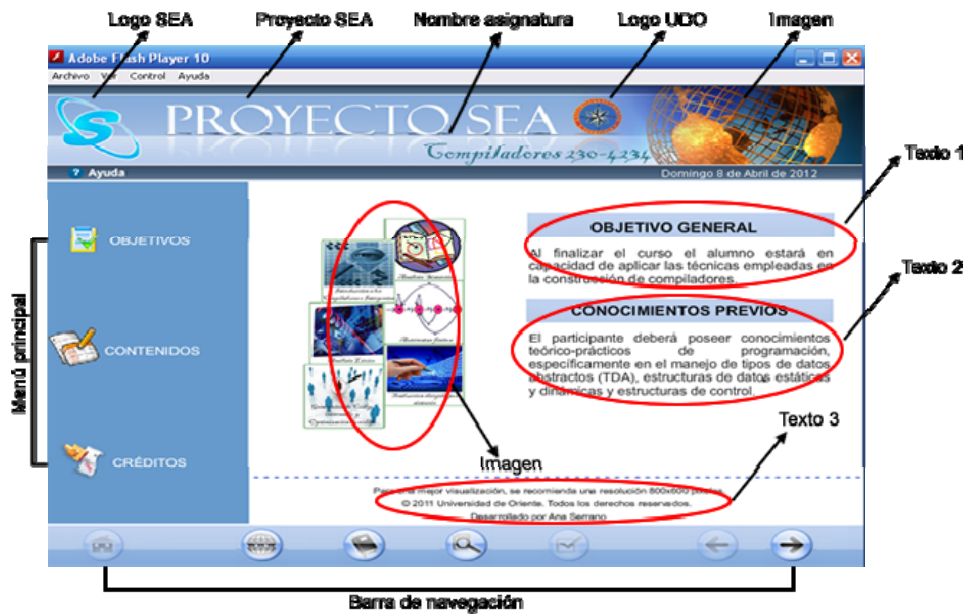 Logo SEA Proyecto SEA Nombre asignatura Logo UDO Imagen
Adobe Flash Player 10
Archivo Ver Control Ayuda
PROYECTO SEA
Compiladores 230-4234
? Ayuda
Domingo 8 de Abril de 2012
Texto 1
OBJETIVOS
OBJETIVO GENERAL
Al finalizar el curso el alumno estará en
capacidad de aplicar las técnicas empleadas en
la construcción de compiladores.
Texto 2
CONOCIMIENTOS PREVIOS
El participante deberá poseer conocimientos
teórico-prácticos de programación,
específicamente en el manejo de tipos de datos
abstractos (TDA), estructuras de datos estáticas
y dinámicas y estructuras de control.
Menú principal
CONTENIDOS
Texto 3
CRÉDITOS
Imagen
Para una mejor visualización, se recomienda una resolución 800x600 píxeles
© 2011 Universidad de Oriente. Todos los derechos reservados.
Desarrollado por Ana Serrano
Barra de navegación